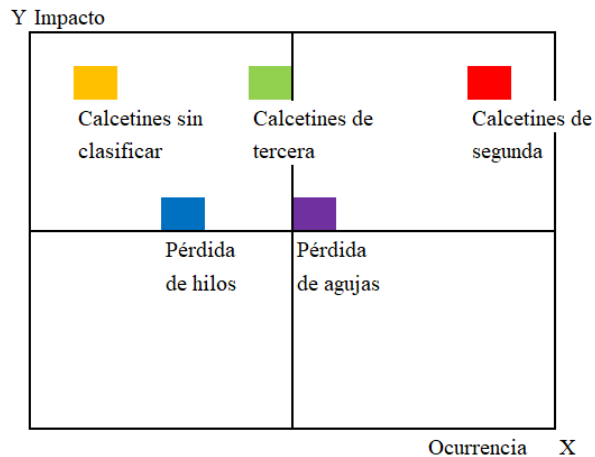 Y Impacto
Calcetines sin
clasificar
Calcetines de
tercera
Calcetines de
segunda
Pérdida
de hilos
Pérdida
de agujas
Ocurrencia X